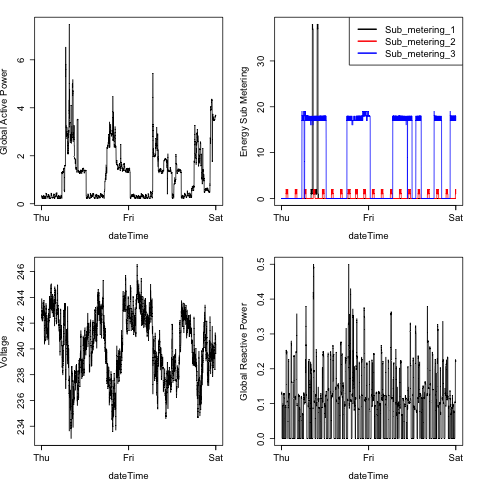 Global Active Power
0 2 4 6
Thu Fri Sat
dateTime
Energy Sub Metering
0 10 20 30
Sub_metering_1
Sub_metering_2
Sub_metering_3
Thu Fri Sat
dateTime
Voltage
234 236 238 240 242 244 246
Thu Fri Sat
dateTime
Global Reactive Power
0.0 0.1 0.2 0.3 0.4 0.5
Thu Fri Sat
dateTime